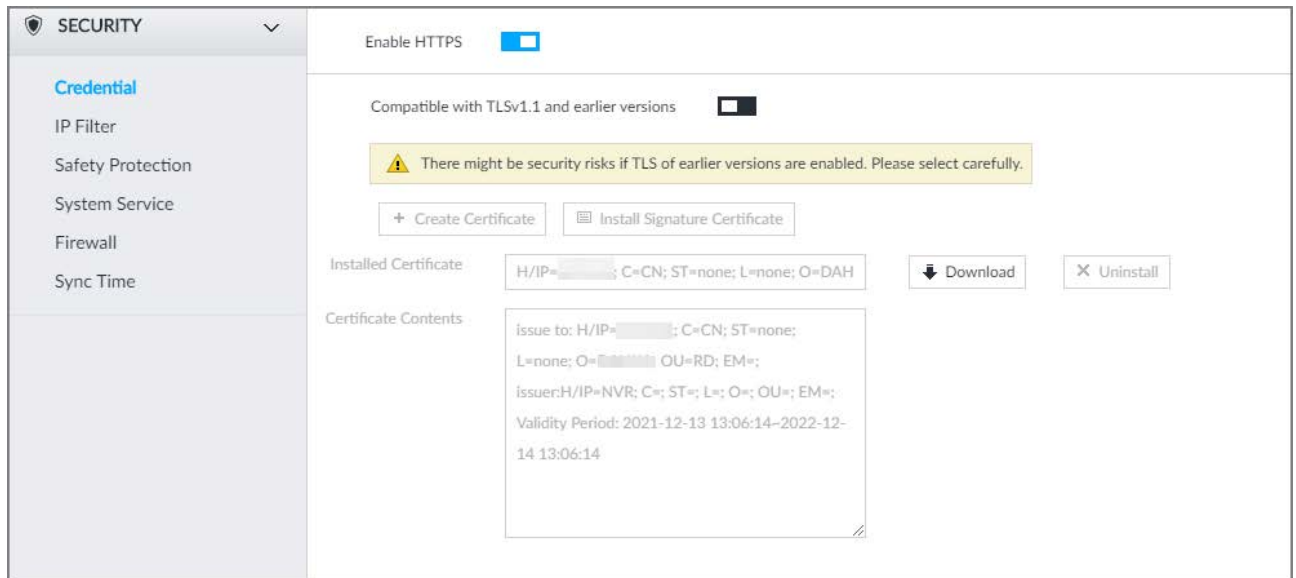 SECURITY
Credential
IP Filter
Safety Protection
System Service
Firewall
Sync Time
Enable HTTPS
Compatible with TLSv1.1 and earlier versions
There might be security risks if TLS of earlier versions are enabled. Please select carefully.
+ Create Certificate
Install Signature Certificate
Installed Certificate
H/IP= ; C=CN; ST=none; L=none; O=DAH
Download
Uninstall
Certificate Contents
issue to: H/IP= ; C=CN; ST=none;
L=none; O= OU=RD; EM=;
issuer:H/IP=NVR; C=; ST=; L=; O=; OU=; EM=;
Validity Period: 2021-12-13 13:06:14~2022-12-
14 13:06:14